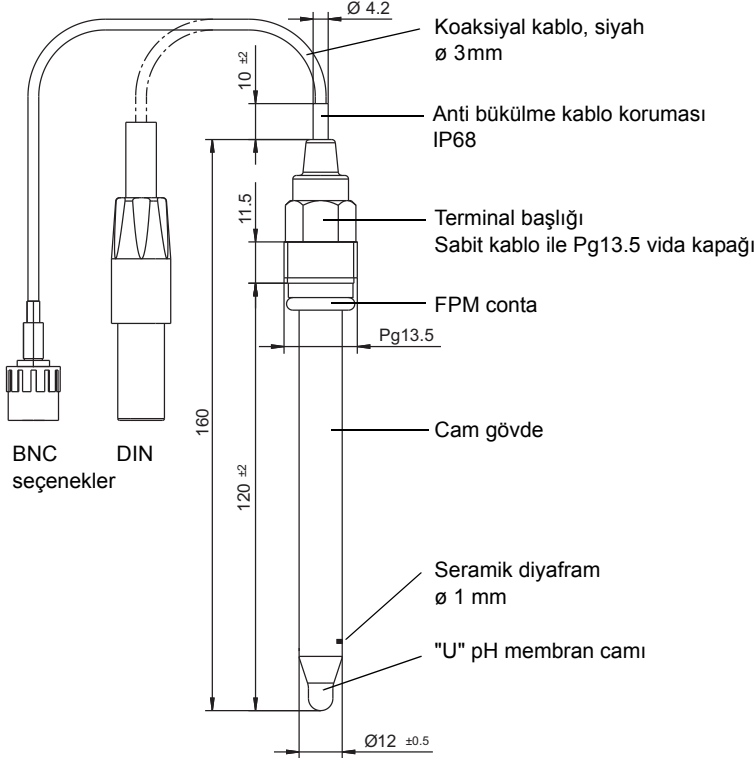 Ø 4.2
Koaksiyal kablo, siyah
ø 3mm
10 ±2
Anti bükülme kablo koruması
IP68
11.5
Terminal başlığı
Sabit kablo ile Pg13.5 vida kapağı
FPM conta
Pg13.5
160
Cam gövde
BNC
DIN
seçenekler
120 ±2
Seramik diyafram
ø 1 mm
"U" pH membran camı
Ø12 ±0.5